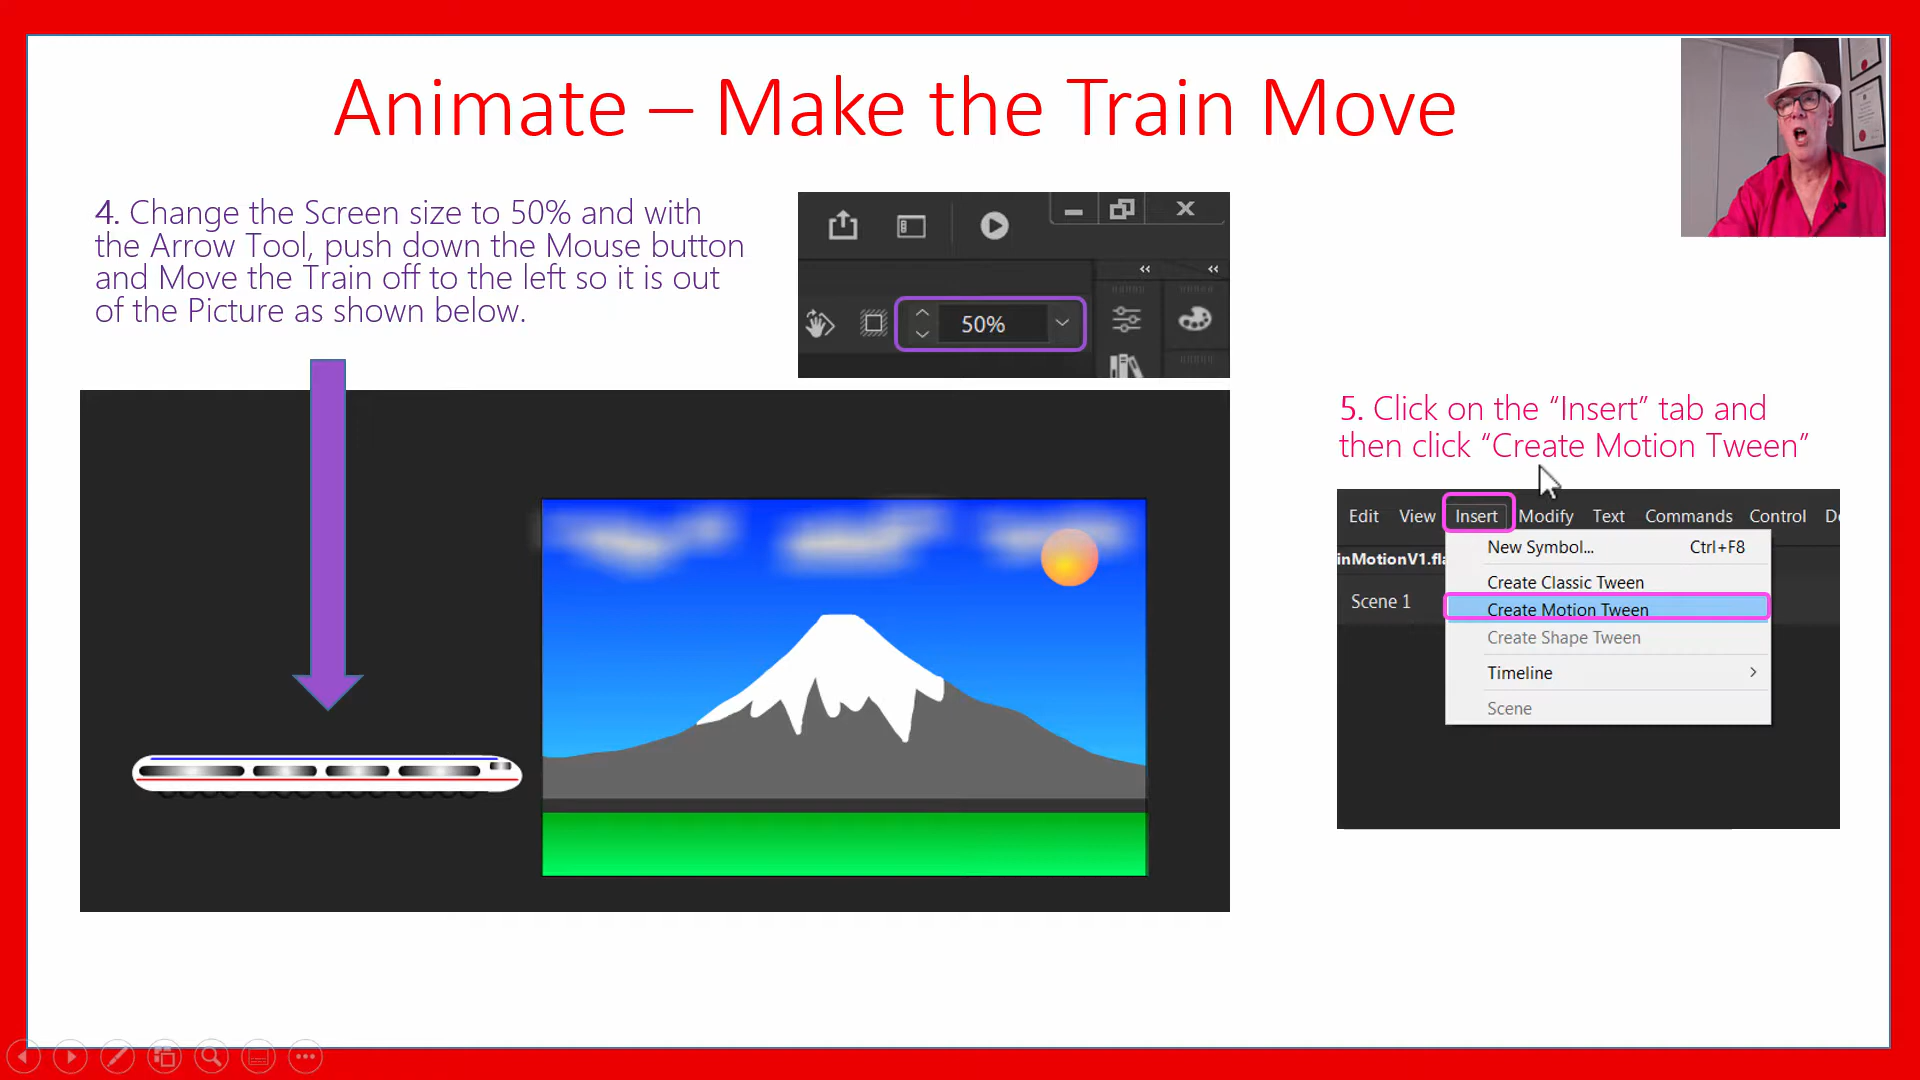 Animate – Make the Train Move
4. Change the Screen size to 50% and with
the Arrow Tool, push down the Mouse button
and Move the Train off to the left so it is out
of the Picture as shown below.
50%
5. Click on the “Insert” tab and
then click “Create Motion Tween”
Edit View Insert Modify Text Commands Control De
inMotionV1.fla
Scene 1
New Symbol... Ctrl+F8
Create Classic Tween
Create Motion Tween
Create Shape Tween
Timeline
Scene